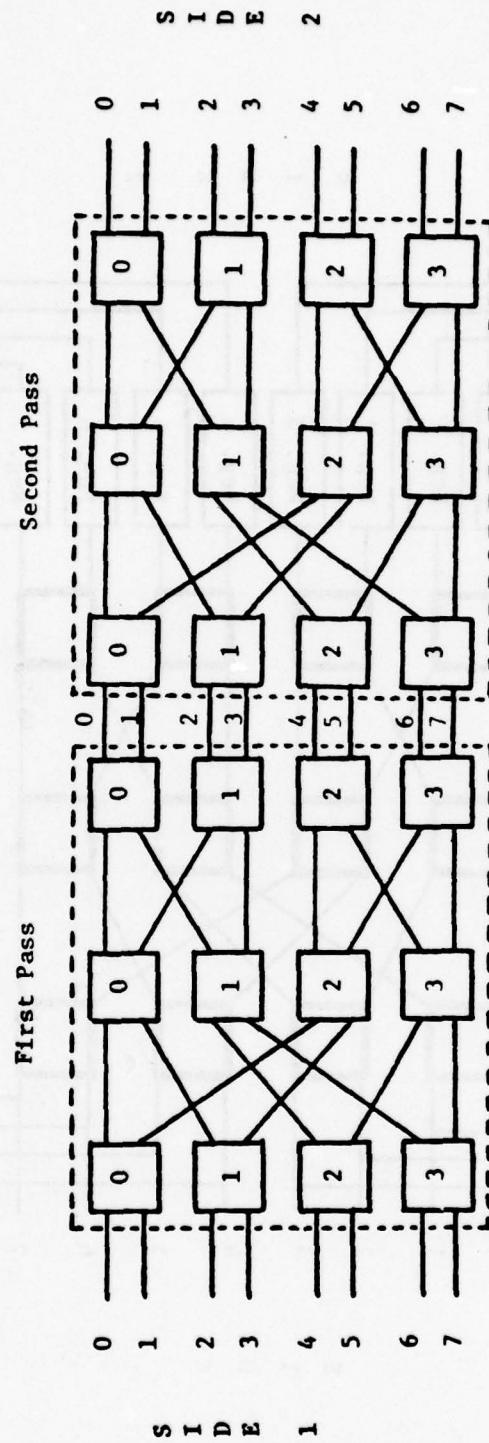 First Pass Second Pass
0 0 0 0 0 0 0 0 0
1 1 1
S I D E 1
2 1 1 1 2 1 1 1 2
3 3 3
S I D E 2
4 2 2 2 4 2 2 2 4
5 5 5
6 3 3 3 6 3 3 3 6
7 7 7